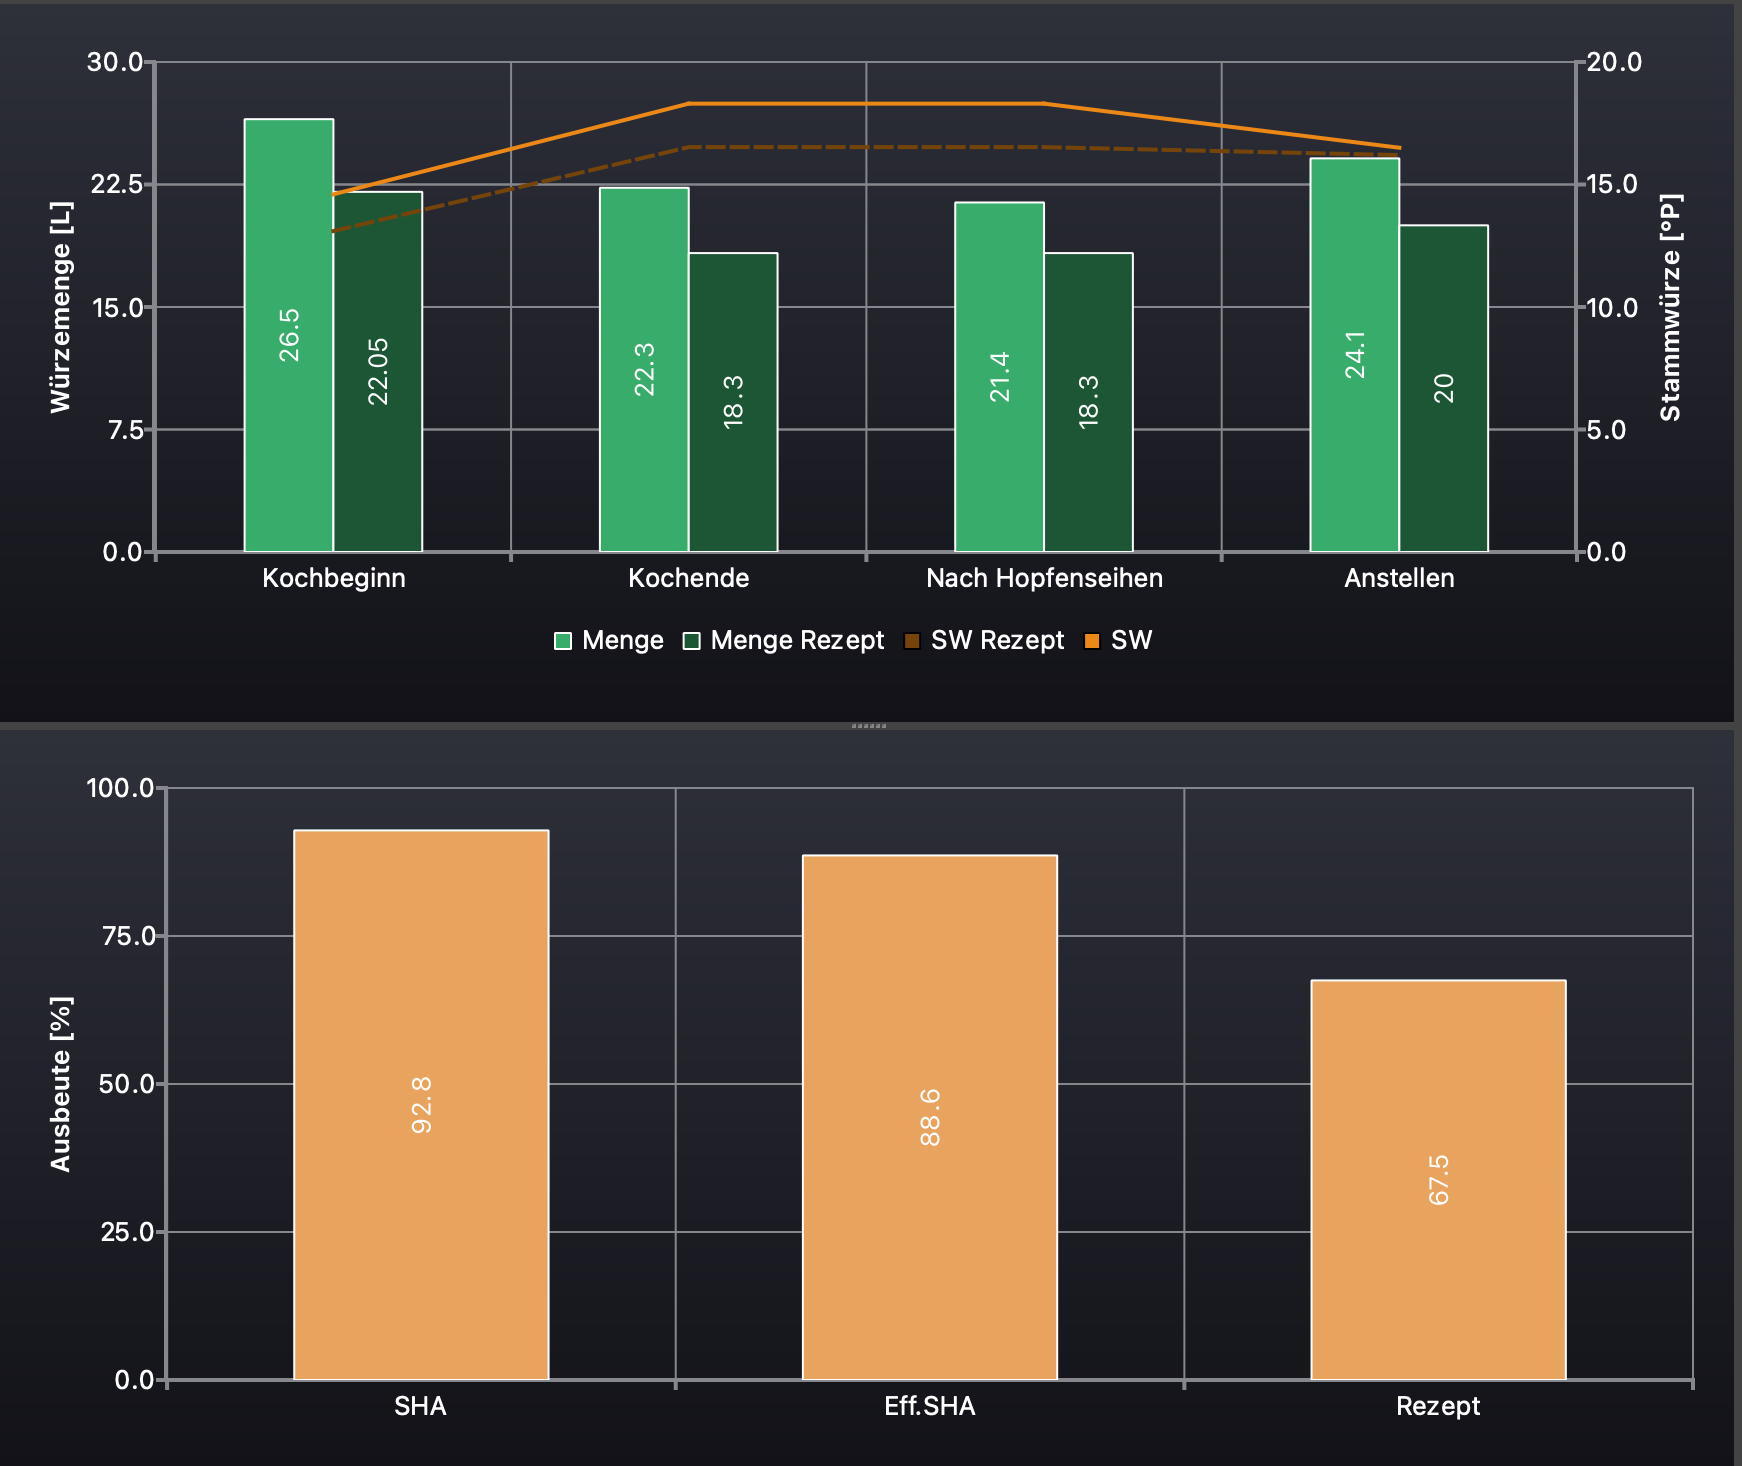 30.0
22.5
15.0
7.5
0.0
Würzemenge [L]
20.0
15.0
10.0
5.0
0.0
Stammwürze [°P]
26.5
22.05
22.3
18.3
21.4
18.3
24.1
20
Kochbeginn
Kochende
Nach Hopfenseihen
Anstellen
Menge
Menge Rezept
SW Rezept
SW
100.0
75.0
50.0
25.0
0.0
Ausbeute [%]
92.8
88.6
67.5
SHA
Eff.SHA
Rezept